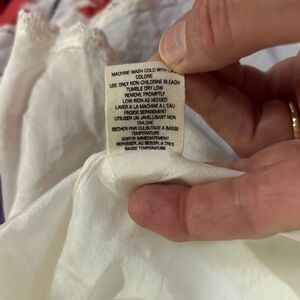 MACHINE WASH COLD WITH LIKE
COLORS
USE ONLY NON-CHLORINE BLEACH
TUMBLE DRY LOW
REMOVE PROMPTLY
LOW IRON AS NEEDED
LAVER A LA MACHINE A L'EAU
FROIDE SEPAREMENT
UTILISER UN JAVELLISANT NON
CHLORE
SECHER PAR CULBUTAGE A BASSE
TEMPERATURE
SORTIR IMMEDIATEMENT
REPASSER, AU BESOIN, A TRES
BASSE TEMPERATURE